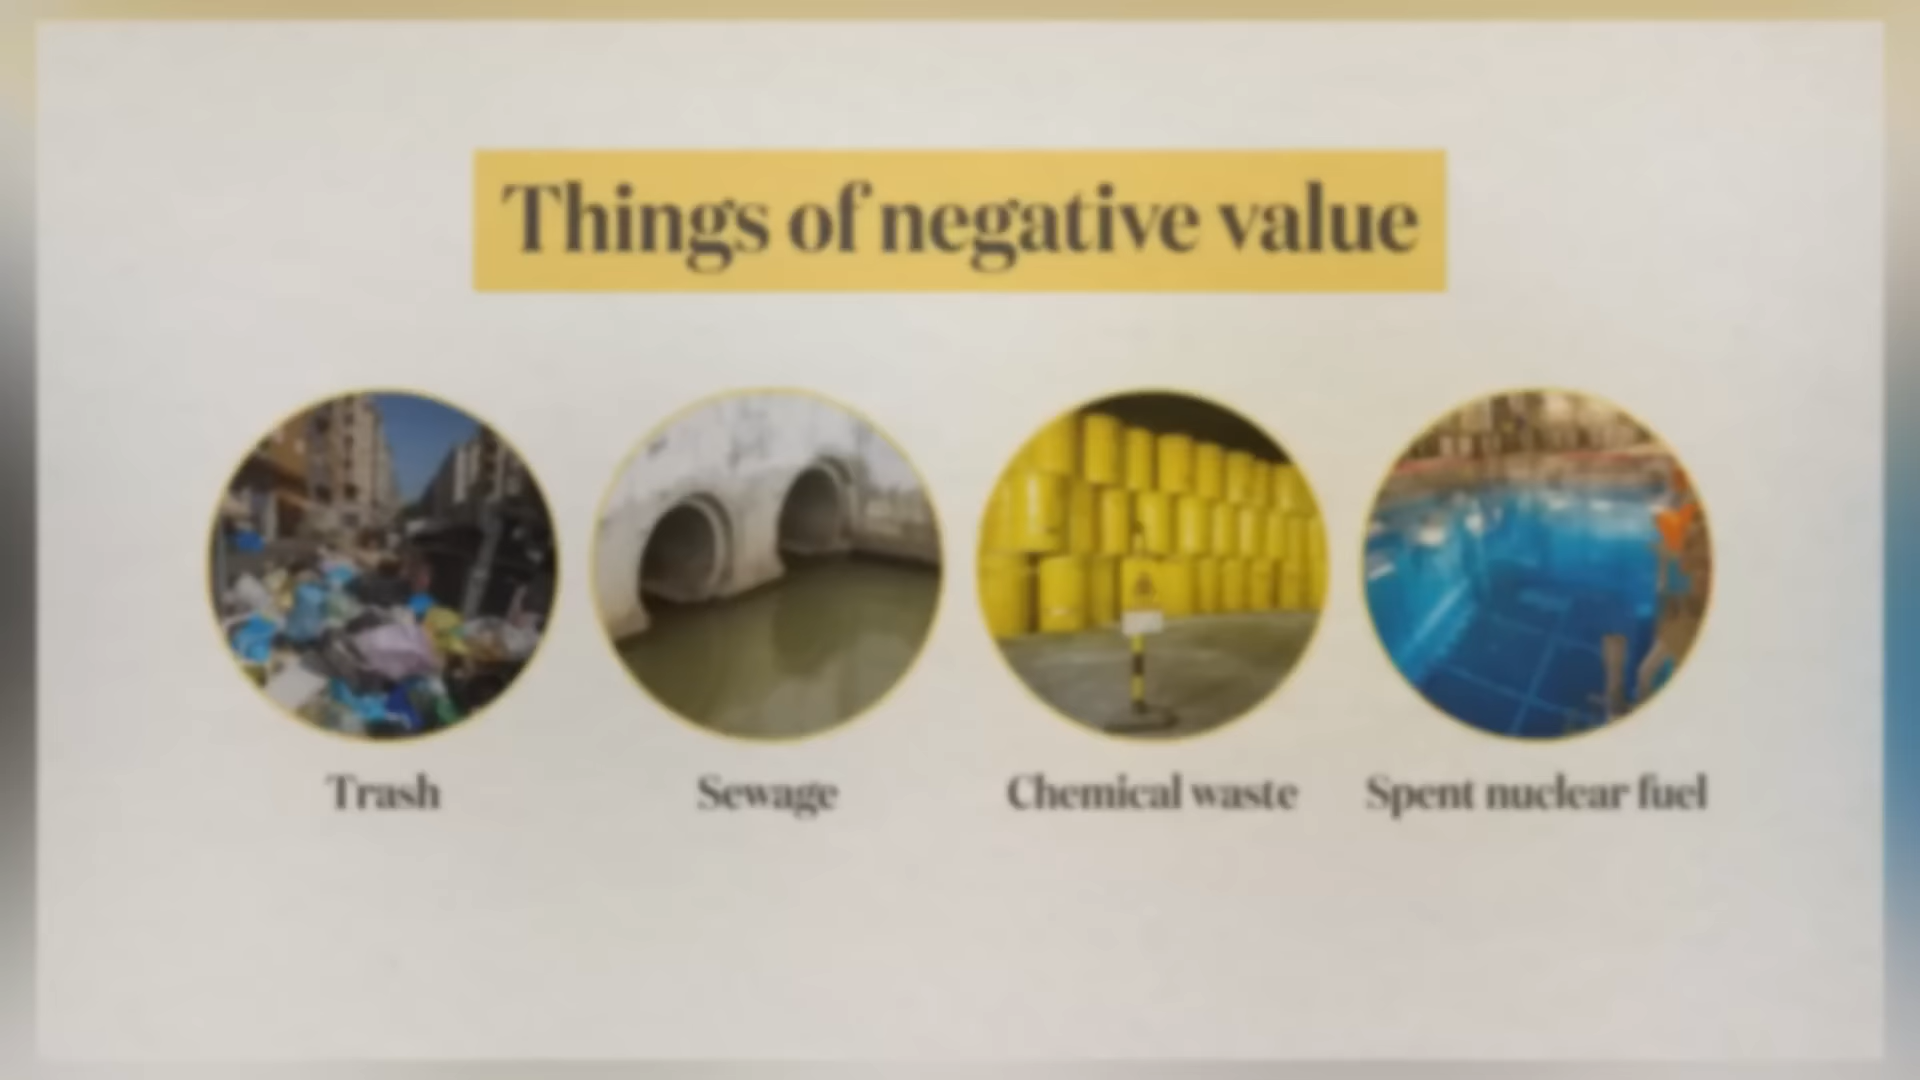 Things of negative value
Trash
Sewage
Chemical waste
Spent nuclear fuel